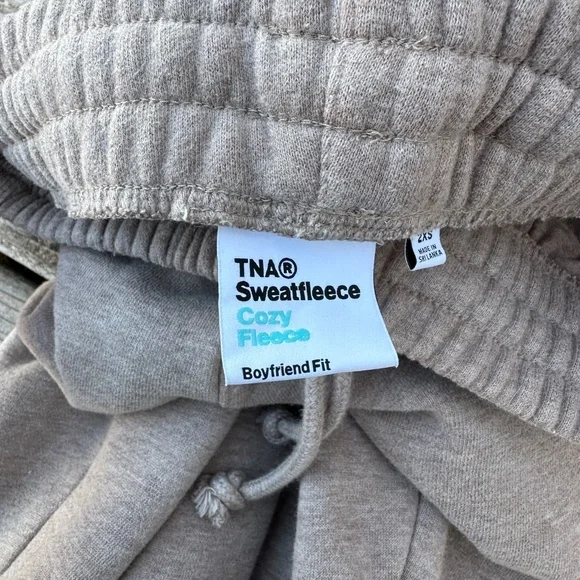 TNA®
Sweatfleece
Cozy
Fleece
Boyfriend Fit
2XS
MADE IN
SRI LANKA